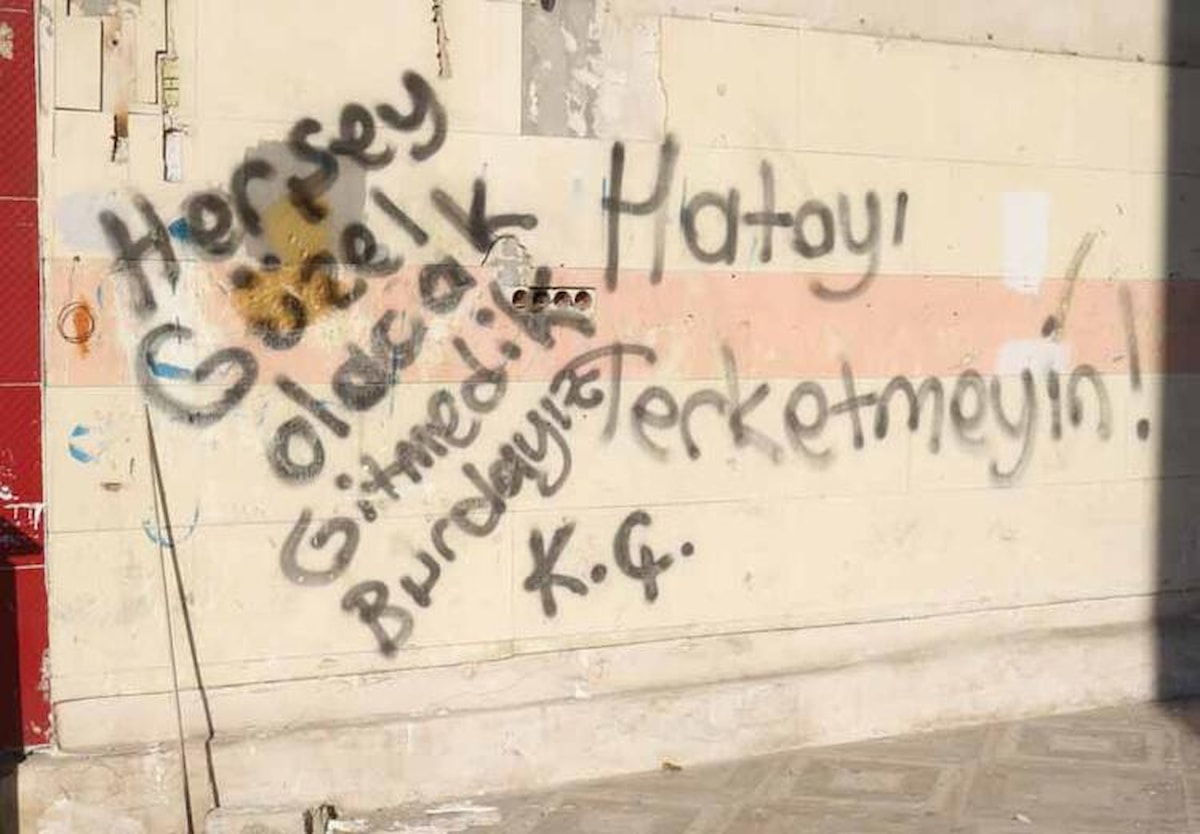 Herşey
Güzel
olacak
Gitmedik
Burdayız
Hatayı
Terketmeyin!
K.Ç.